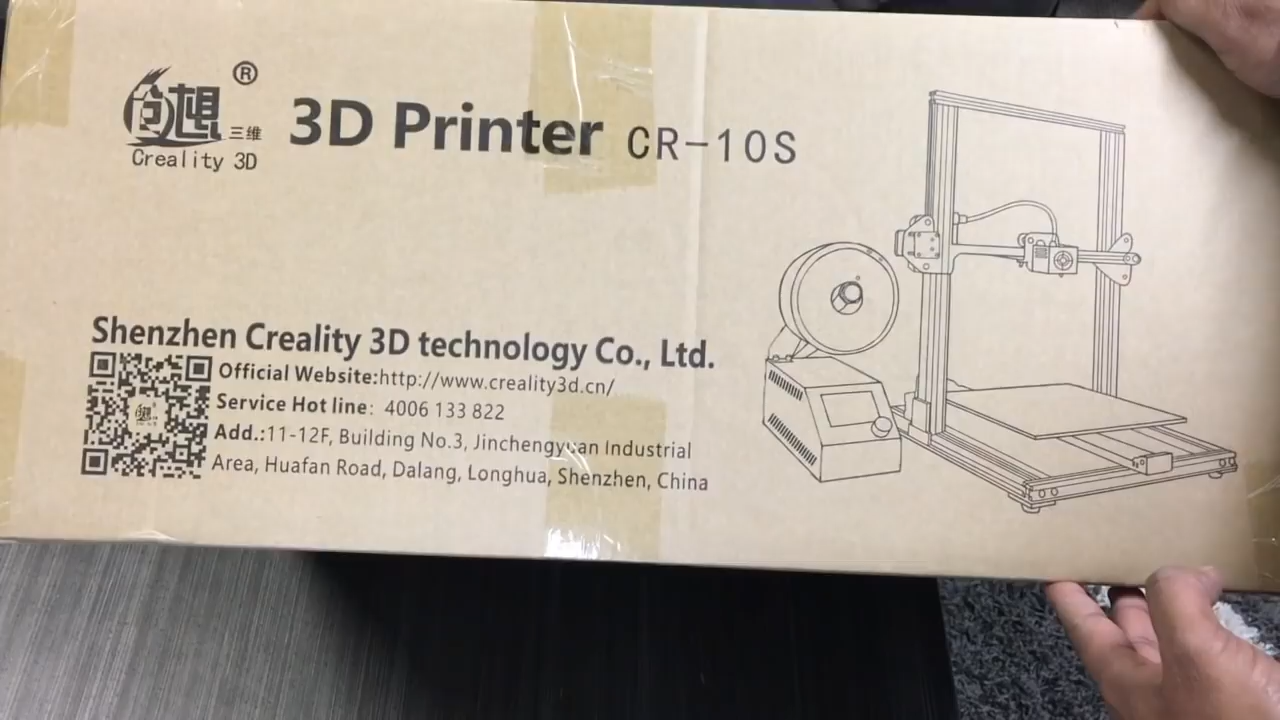 创想®
三维
Creality 3D
3D Printer CR-10S
Shenzhen Creality 3D technology Co., Ltd.
Official Website:http://www.creality3d.cn/
Service Hot line: 4006 133 822
Add.:11-12F, Building No.3, Jinchengyuan Industrial
Area, Huafan Road, Dalang, Longhua, Shenzhen, China